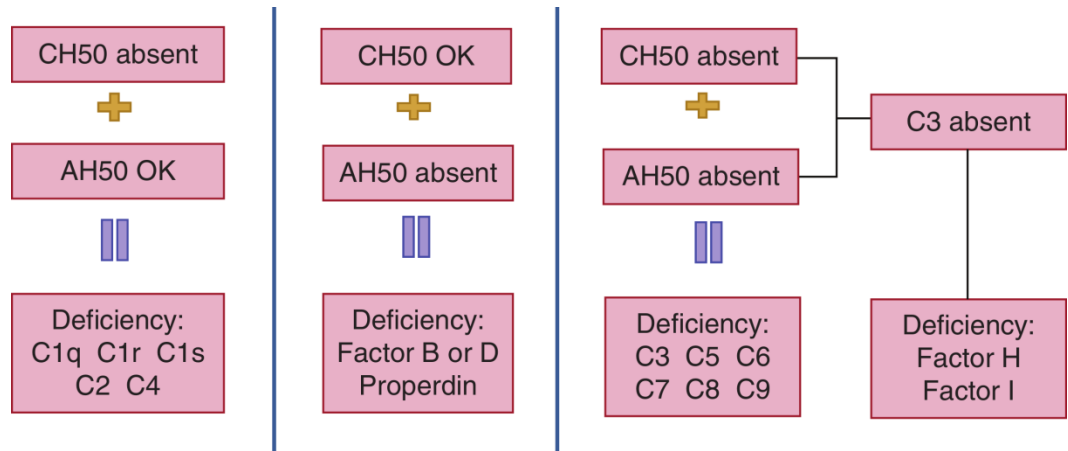 CH50 absent
AH50 OK
Deficiency:
C1q C1r C1s
C2 C4
CH50 OK
AH50 absent
Deficiency:
Factor B or D
Properdin
CH50 absent
AH50 absent
Deficiency:
C3 C5 C6
C7 C8 C9
C3 absent
Deficiency:
Factor H
Factor I